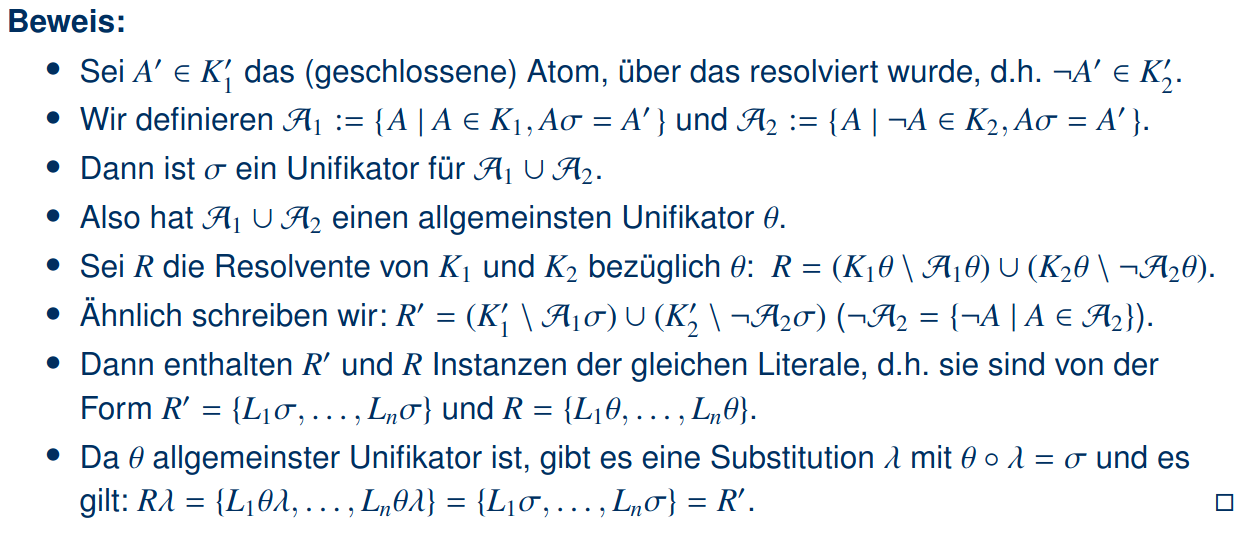 Beweis:
• Sei A′ ∈ K′₁ das (geschlossene) Atom, über das resolviert wurde, d.h. ¬A′ ∈ K′₂.
• Wir definieren 𝒜₁ := {A | A ∈ K₁, Aσ = A′} und 𝒜₂ := {A | ¬A ∈ K₂, Aσ = A′}.
• Dann ist σ ein Unifikator für 𝒜₁ ∪ 𝒜₂.
• Also hat 𝒜₁ ∪ 𝒜₂ einen allgemeinsten Unifikator θ.
• Sei R die Resolvente von K₁ und K₂ bezüglich θ: R = (K₁θ \ 𝒜₁θ) ∪ (K₂θ \ ¬𝒜₂θ).
• Ähnlich schreiben wir: R′ = (K′₁ \ 𝒜₁σ) ∪ (K′₂ \ ¬𝒜₂σ) (¬𝒜₂ = {¬A | A ∈ 𝒜₂}).
• Dann enthalten R′ und R Instanzen der gleichen Literale, d.h. sie sind von der
Form R′ = {L₁σ, . . . , Lₙσ} und R = {L₁θ, . . . , Lₙθ}.
• Da θ allgemeinster Unifikator ist, gibt es eine Substitution λ mit θ ∘ λ = σ und es
gilt: Rλ = {L₁θλ, . . . , Lₙθλ} = {L₁σ, . . . , Lₙσ} = R′. □